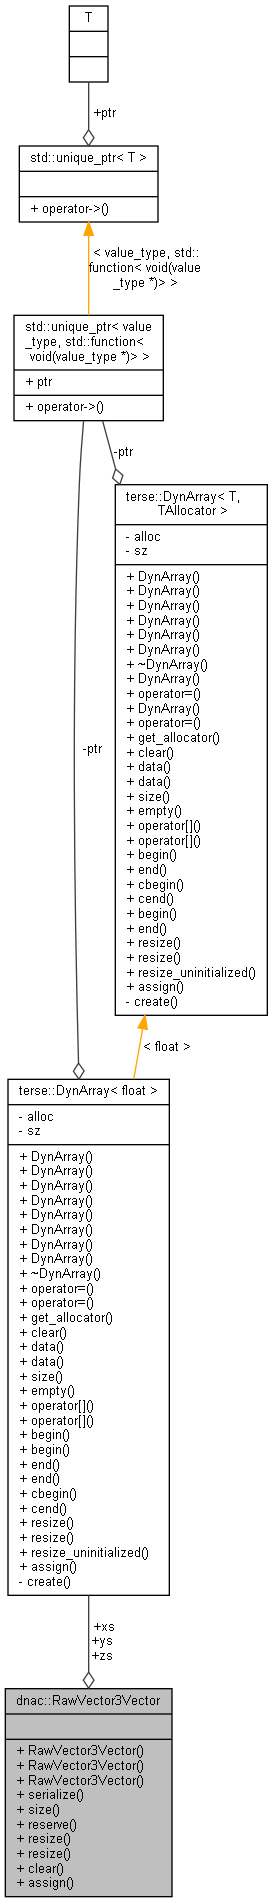 T
+ptr
std::unique_ptr< T >
+ operator->()
< value_type, std::
function< void(value
_type *)> >
std::unique_ptr< value
_type, std::function<
void(value_type *)> >
+ ptr
+ operator->()
-ptr
terse::DynArray< T,
TAllocator >
- alloc
- sz
+ DynArray()
+ DynArray()
+ DynArray()
+ DynArray()
+ DynArray()
+ DynArray()
+ ~DynArray()
+ DynArray()
+ operator=()
+ DynArray()
+ operator=()
+ get_allocator()
+ clear()
+ data()
+ data()
+ size()
+ empty()
+ operator[]()
+ operator[]()
+ begin()
+ end()
+ cbegin()
+ cend()
+ begin()
+ end()
+ resize()
+ resize()
+ resize_uninitialized()
+ assign()
- create()
-ptr
< float >
terse::DynArray< float >
- alloc
- sz
+ DynArray()
+ DynArray()
+ DynArray()
+ DynArray()
+ DynArray()
+ DynArray()
+ DynArray()
+ DynArray()
+ ~DynArray()
+ operator=()
+ operator=()
+ get_allocator()
+ clear()
+ data()
+ data()
+ size()
+ empty()
+ operator[]()
+ operator[]()
+ begin()
+ begin()
+ end()
+ end()
+ cbegin()
+ cend()
+ resize()
+ resize()
+ resize_uninitialized()
+ assign()
- create()
+xs
+ys
+zs
dnac::RawVector3Vector
+ RawVector3Vector()
+ RawVector3Vector()
+ RawVector3Vector()
+ serialize()
+ size()
+ reserve()
+ resize()
+ resize()
+ clear()
+ assign()